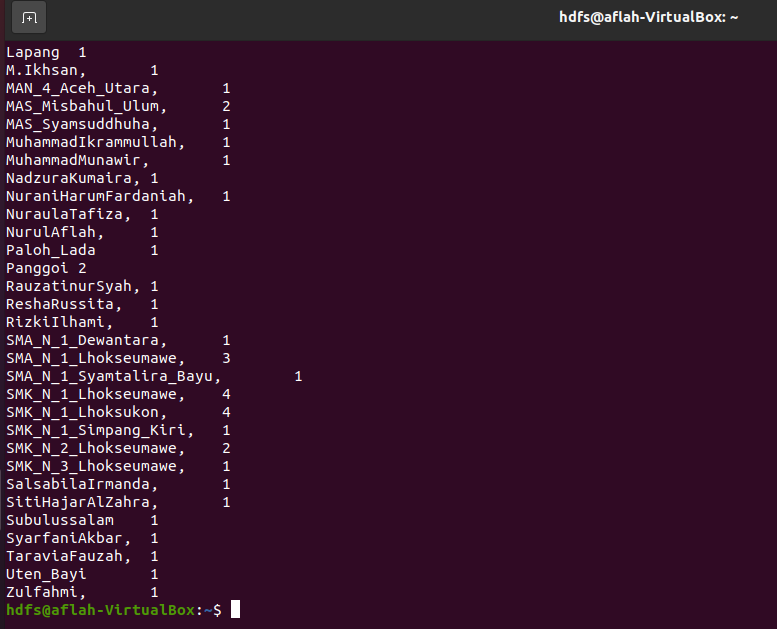 hdfs@aflah-VirtualBox: ~
Lapang 1
M.Ikhsan, 1
MAN_4_Aceh_Utara, 1
MAS_Misbahul_Ulum, 2
MAS_Syamsuddhuha, 1
MuhammadIkrammullah, 1
MuhammadMunawir, 1
NadzuraKumaira, 1
NuraniHarumFardaniah, 1
NuraulaTafiza, 1
NurulAflah, 1
Paloh_Lada 1
Panggoi 2
RauzatinurSyah, 1
ReshaRussita, 1
RizkiIlhami, 1
SMA_N_1_Dewantara, 1
SMA_N_1_Lhokseumawe, 3
SMA_N_1_Syamtalira_Bayu, 1
SMK_N_1_Lhokseumawe, 4
SMK_N_1_Lhoksukon, 4
SMK_N_1_Simpang_Kiri, 1
SMK_N_2_Lhokseumawe, 2
SMK_N_3_Lhokseumawe, 1
SalsabilaIrmanda, 1
SitiHajarAlZahra, 1
Subulussalam 1
SyarfaniAkbar, 1
TaraviaFauzah, 1
Uten_Bayi 1
Zulfahmi, 1
hdfs@aflah-VirtualBox:~$